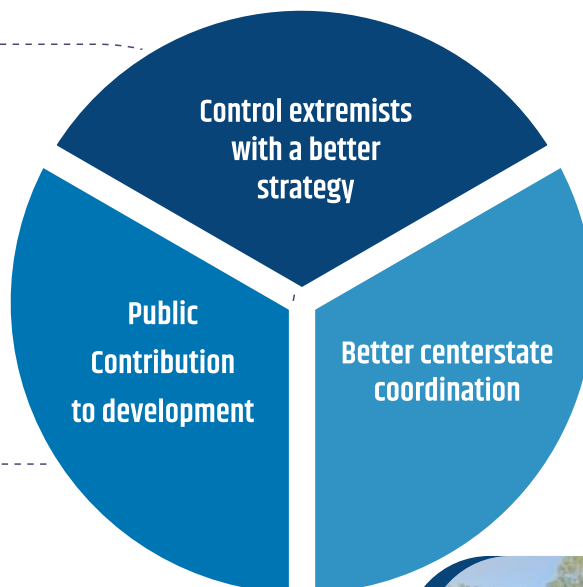 Control extremists
with a better
strategy
Public
Contribution
to development
Better centerstate
coordination